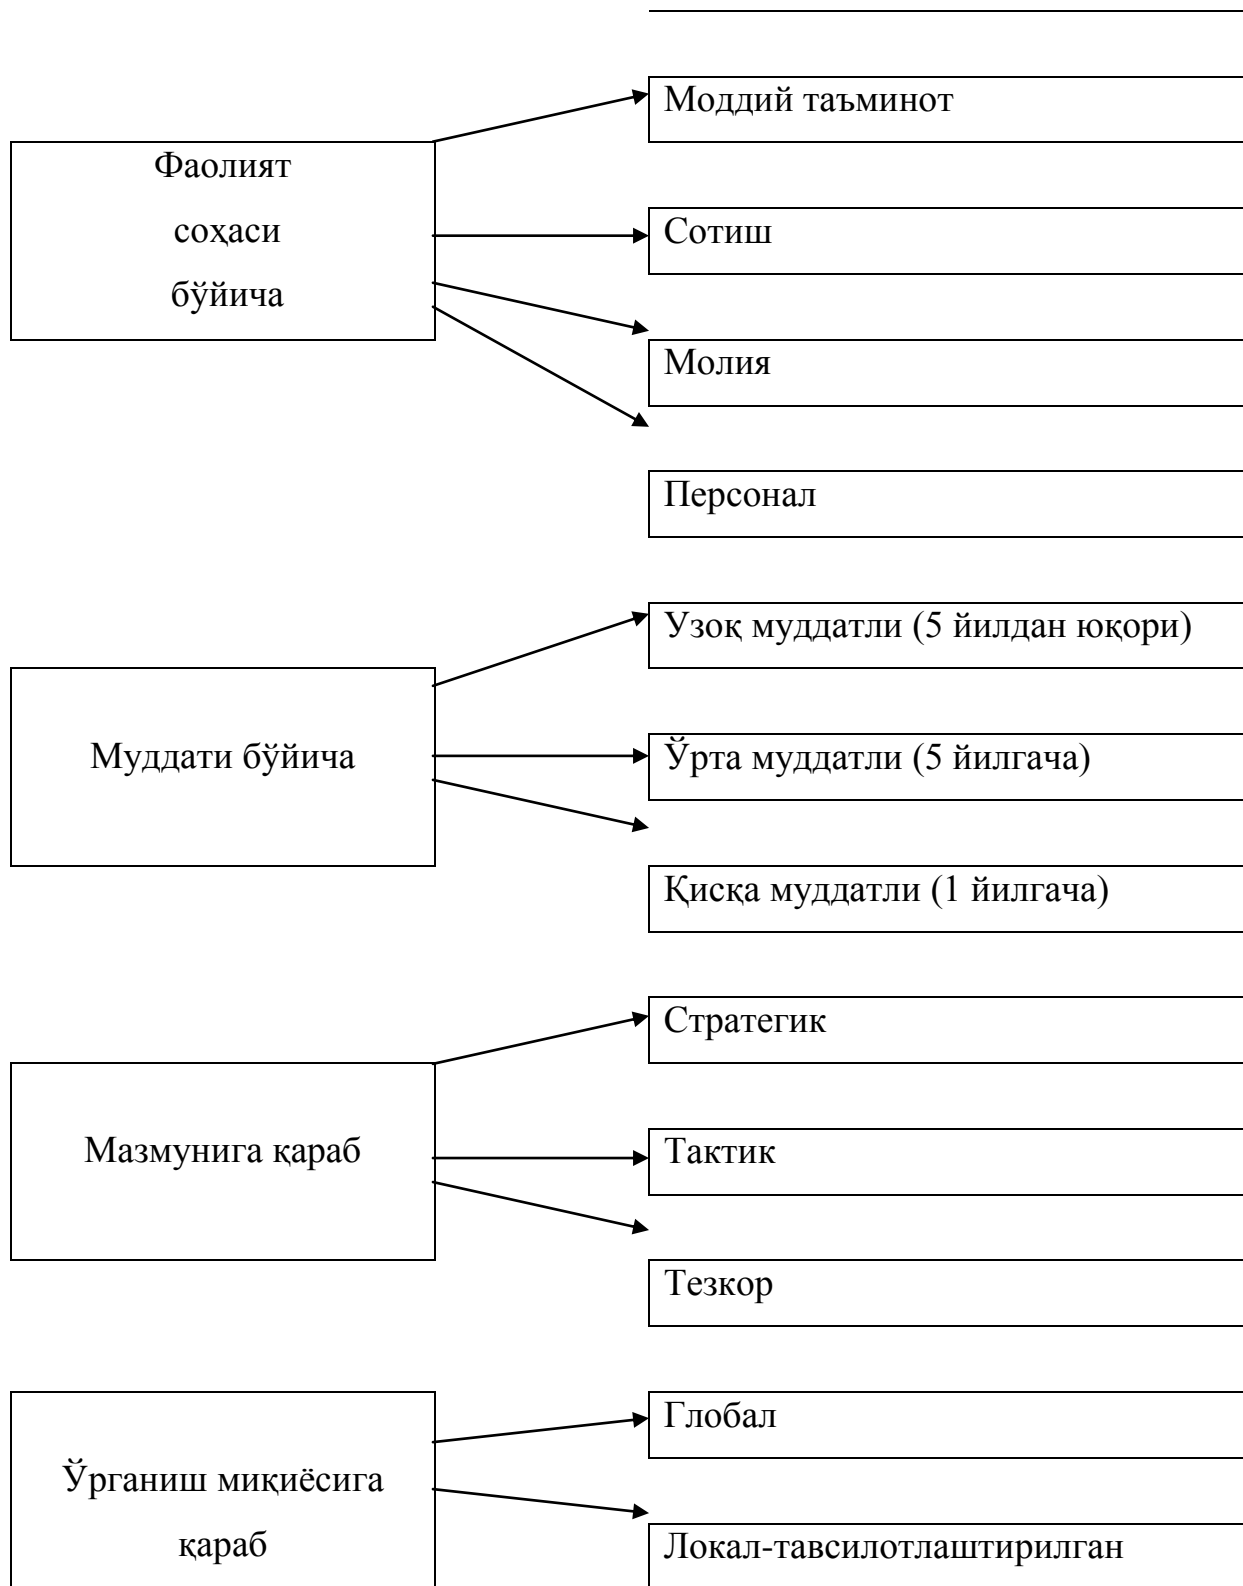 Моддий таъминот
Фаолият
соҳаси
бўйича
Сотиш
Молия
Персонал
Узоқ муддатли (5 йилдан юқори)
Муддати бўйича
Ўрта муддатли (5 йилгача)
Қисқа муддатли (1 йилгача)
Стратегик
Мазмунига қараб
Тактик
Тезкор
Глобал
Ўрганиш миқиёсига
қараб
Локал-тавсилотлаштирилган